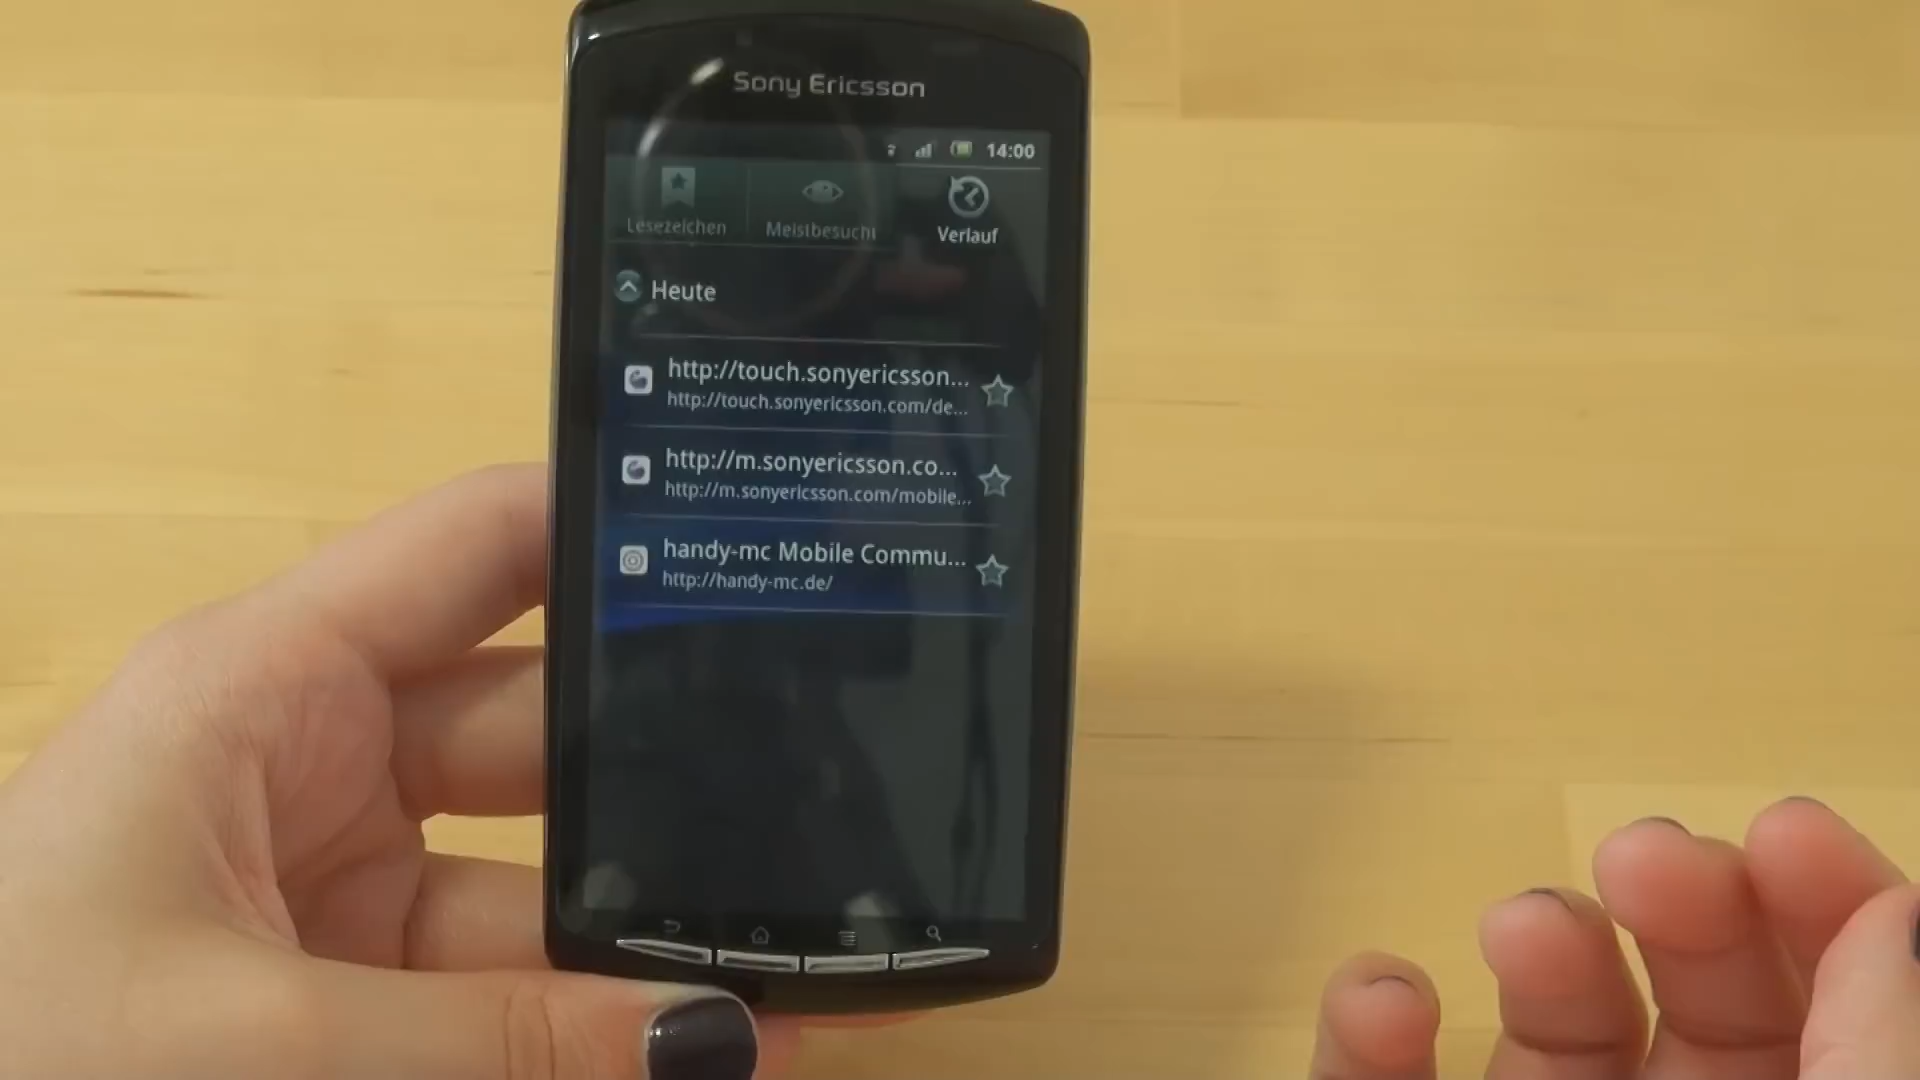 Sony Ericsson
14:00
Lesezeichen
Meistbesucht
Verlauf
Heute
http://touch.sonyericsson...
http://touch.sonyericsson.com/de...
http://m.sonyericsson.co...
http://m.sonyericsson.com/mobile...
handy-mc Mobile Commu...
http://handy-mc.de/